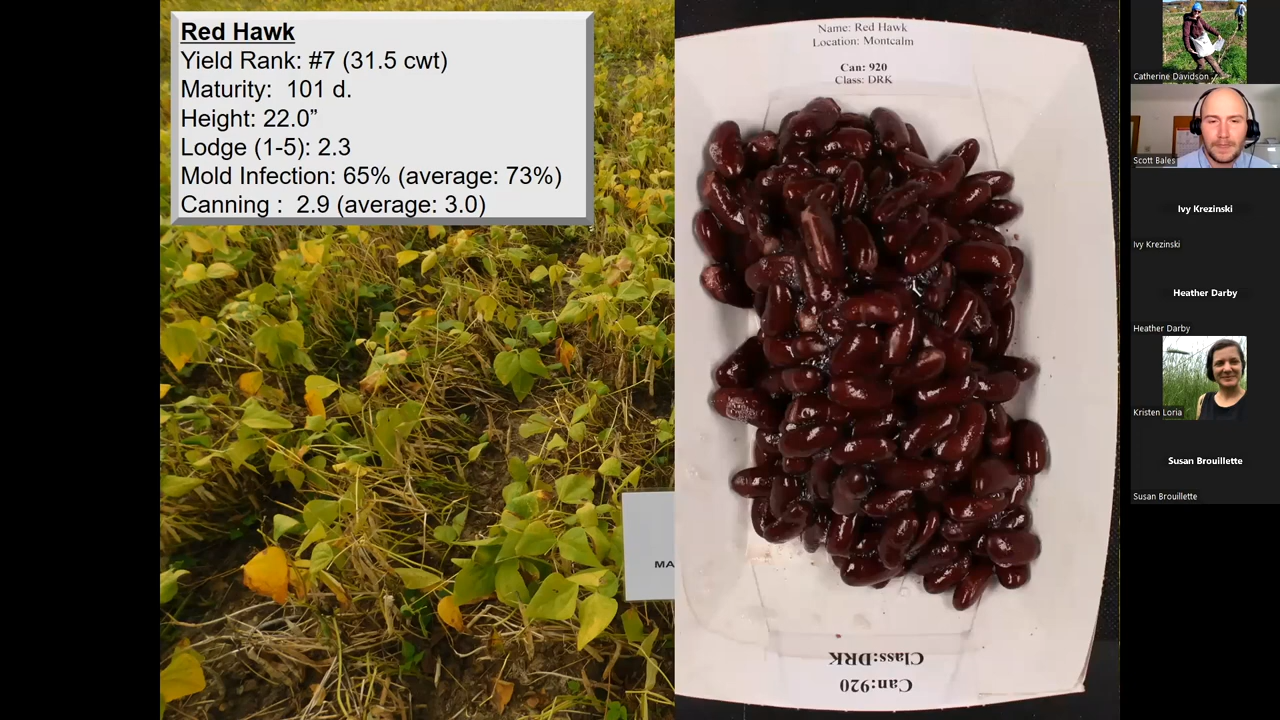 Red Hawk
Yield Rank: #7 (31.5 cwt)
Maturity:  101 d.
Height: 22.0”
Lodge (1-5): 2.3
Mold Infection: 65% (average: 73%)
Canning :  2.9 (average: 3.0)
MA
Name: Red Hawk
Location: Montcalm
Can: 920
Class: DRK
Class:DRK
Can:920
Catherine Davidson
Scott Bales
Ivy Krezinski
Ivy Krezinski
Heather Darby
Heather Darby
Kristen Loria
Susan Brouillette
Susan Brouillette